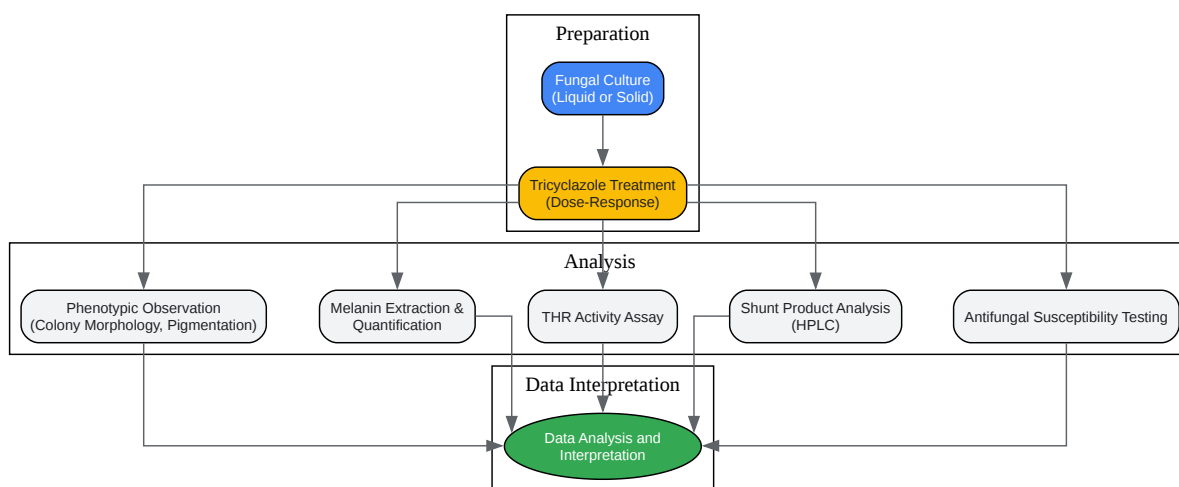 Preparation
Fungal Culture
(Liquid or Solid)
Tricyclazole Treatment
(Dose-Response)
Analysis
Phenotypic Observation
(Colony Morphology, Pigmentation)
Melanin Extraction &
Quantification
THR Activity Assay
Shunt Product Analysis
(HPLC)
Antifungal Susceptibility Testing
Data Interpretation
Data Analysis and
Interpretation